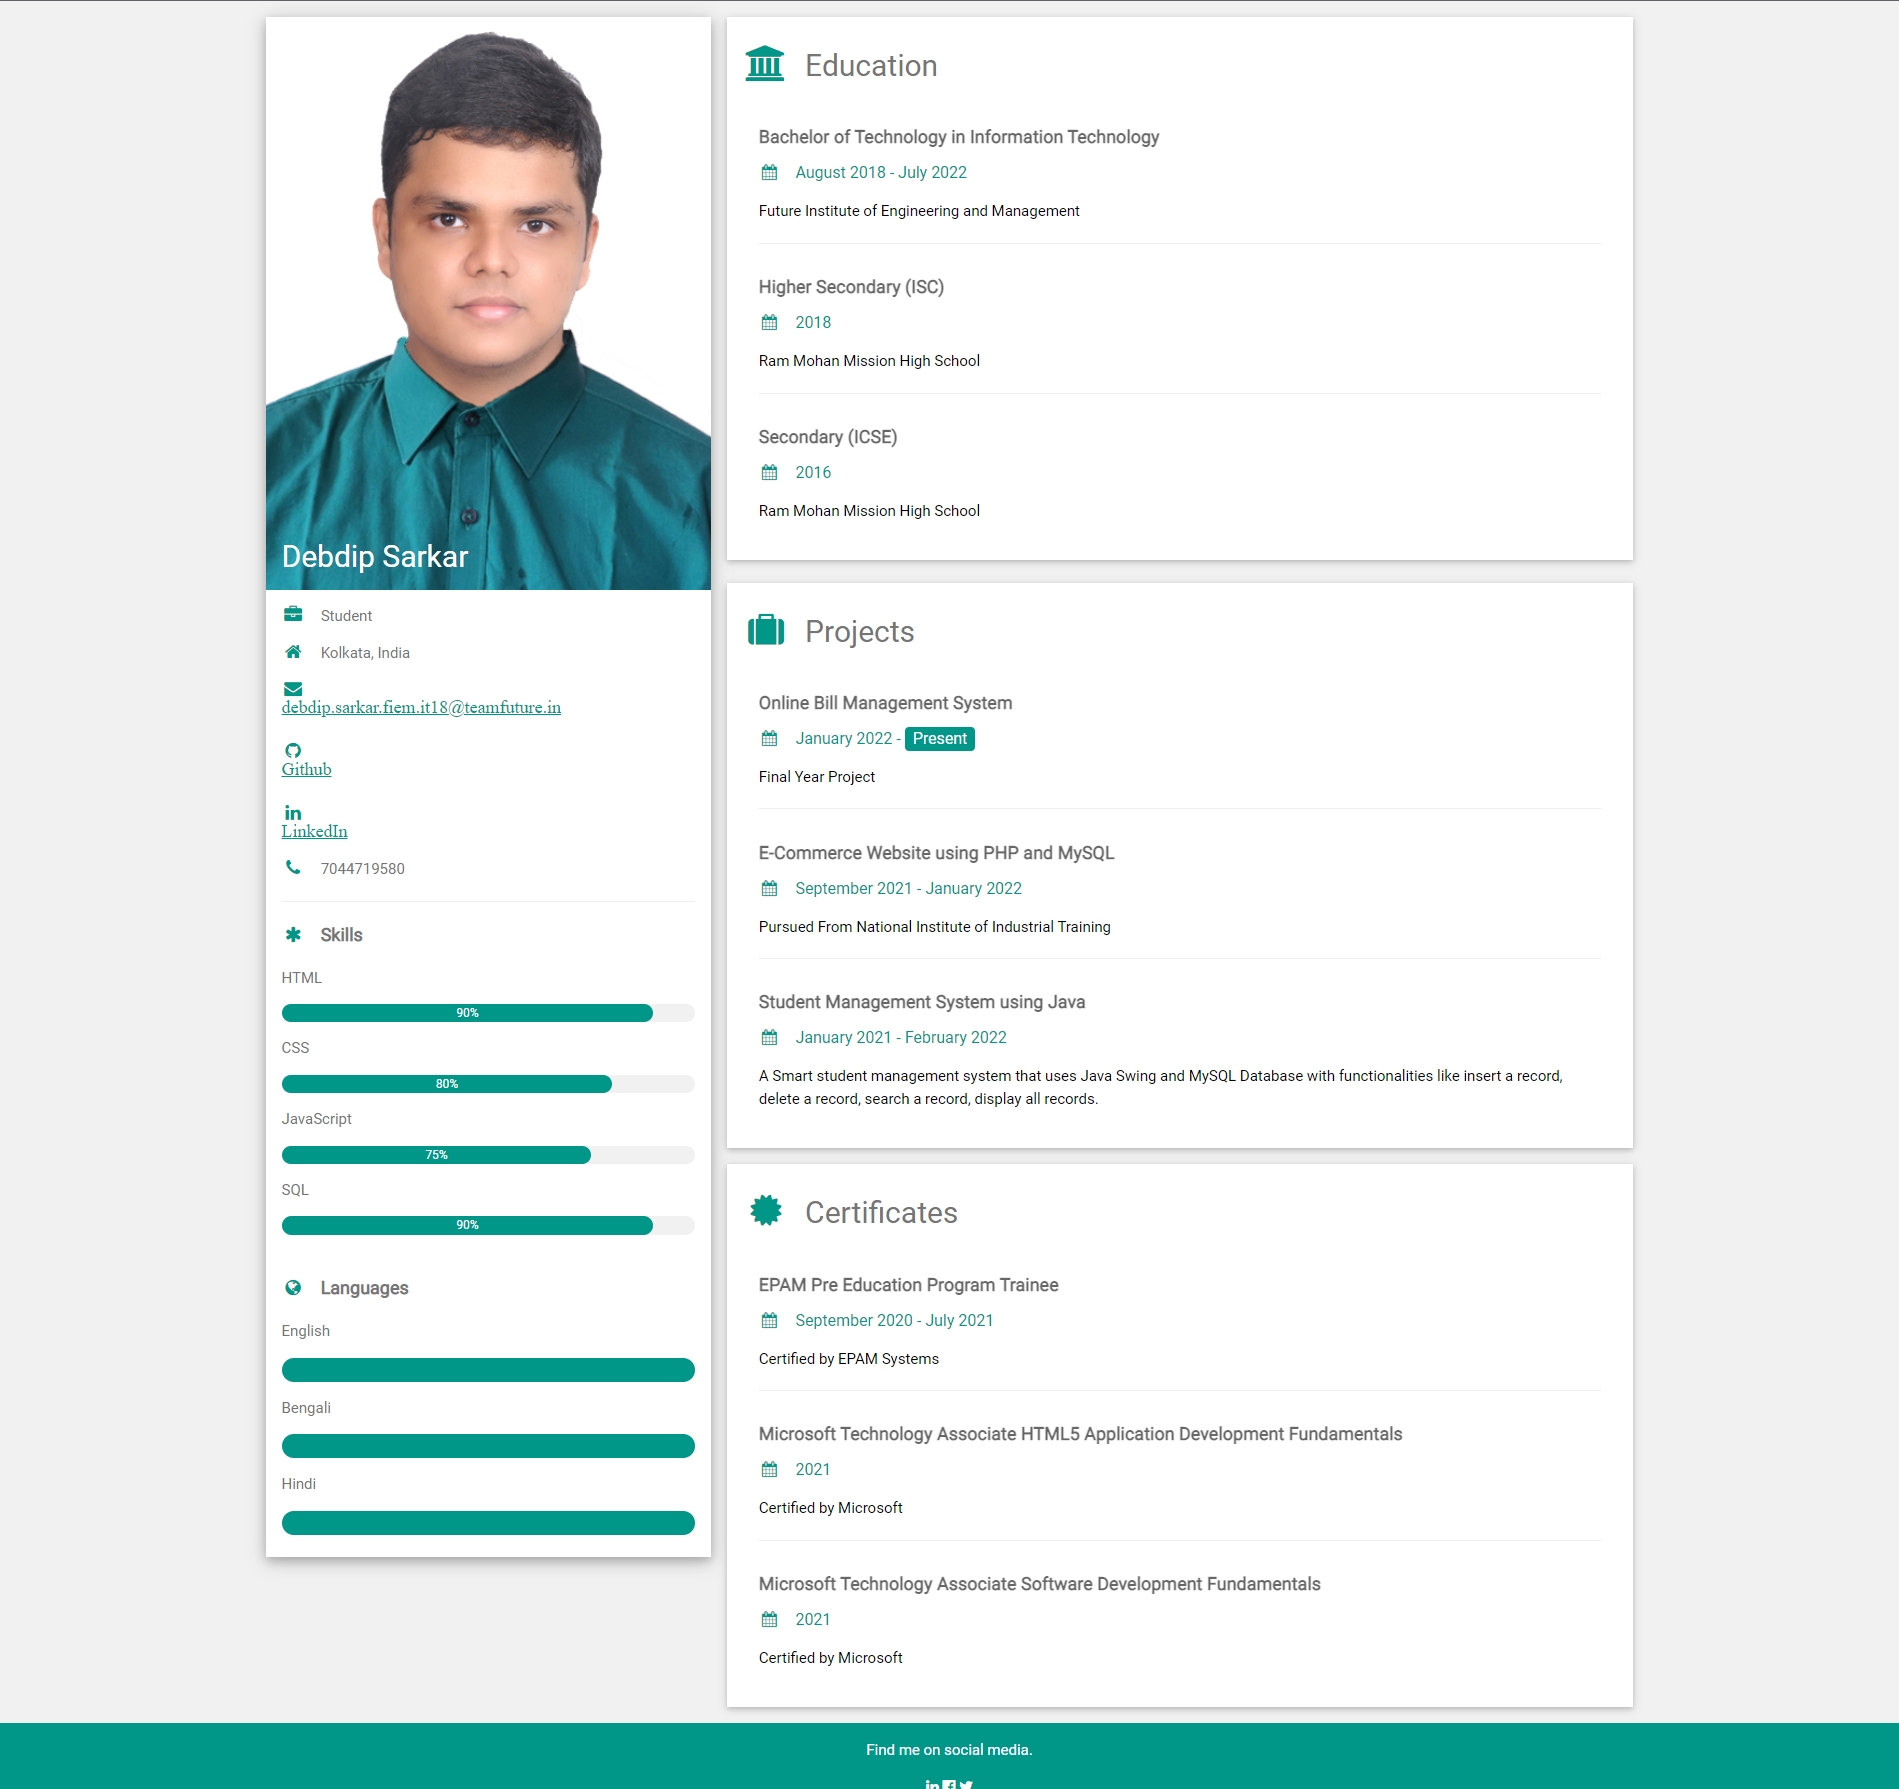 Debdip Sarkar
Student
Kolkata, India
debdip.sarkar.fiem.it18@teamfuture.in
Github
LinkedIn
7044719580
Skills
HTML
90%
CSS
80%
JavaScript
75%
SQL
90%
Languages
English
Bengali
Hindi
Education
Bachelor of Technology in Information Technology
August 2018 - July 2022
Future Institute of Engineering and Management
Higher Secondary (ISC)
2018
Ram Mohan Mission High School
Secondary (ICSE)
2016
Ram Mohan Mission High School
Projects
Online Bill Management System
January 2022 - Present
Final Year Project
E-Commerce Website using PHP and MySQL
September 2021 - January 2022
Pursued From National Institute of Industrial Training
Student Management System using Java
January 2021 - February 2022
A Smart student management system that uses Java Swing and MySQL Database with functionalities like insert a record,
delete a record, search a record, display all records.
Certificates
EPAM Pre Education Program Trainee
September 2020 - July 2021
Certified by EPAM Systems
Microsoft Technology Associate HTML5 Application Development Fundamentals
2021
Certified by Microsoft
Microsoft Technology Associate Software Development Fundamentals
2021
Certified by Microsoft
Find me on social media.